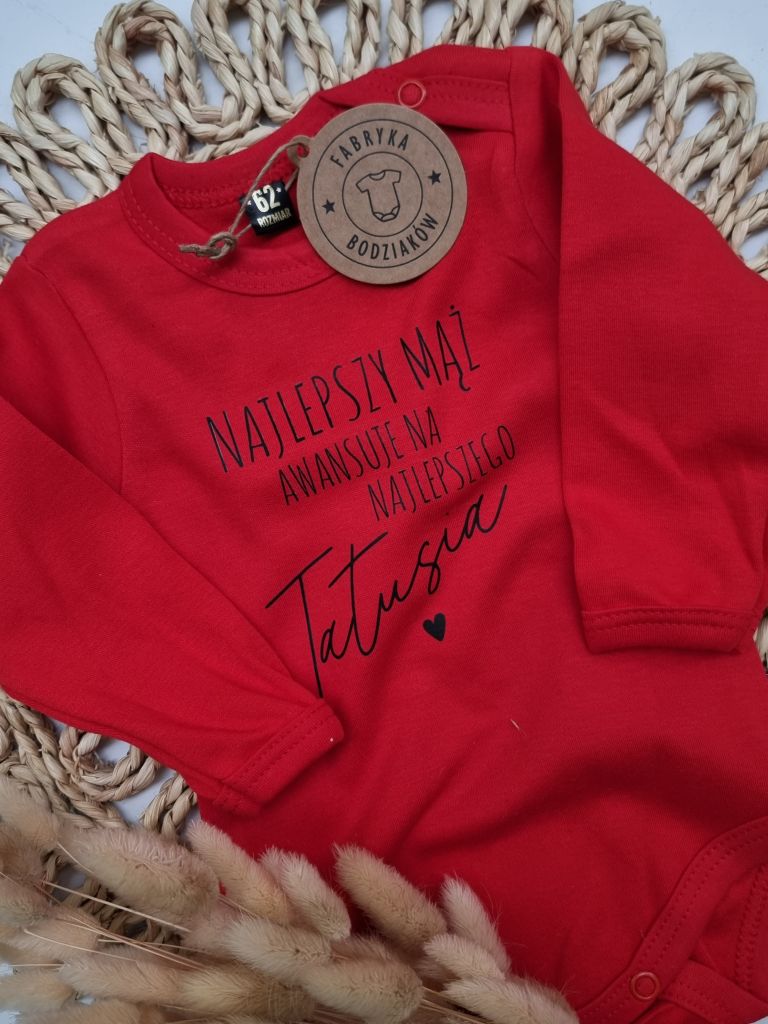 FABRYKA
BODZIAKÓW
62
ROZMIAR
NAJLEPSZY MĄŻ
AWANSUJE NA
NAJLEPSZEGO
Tatusia